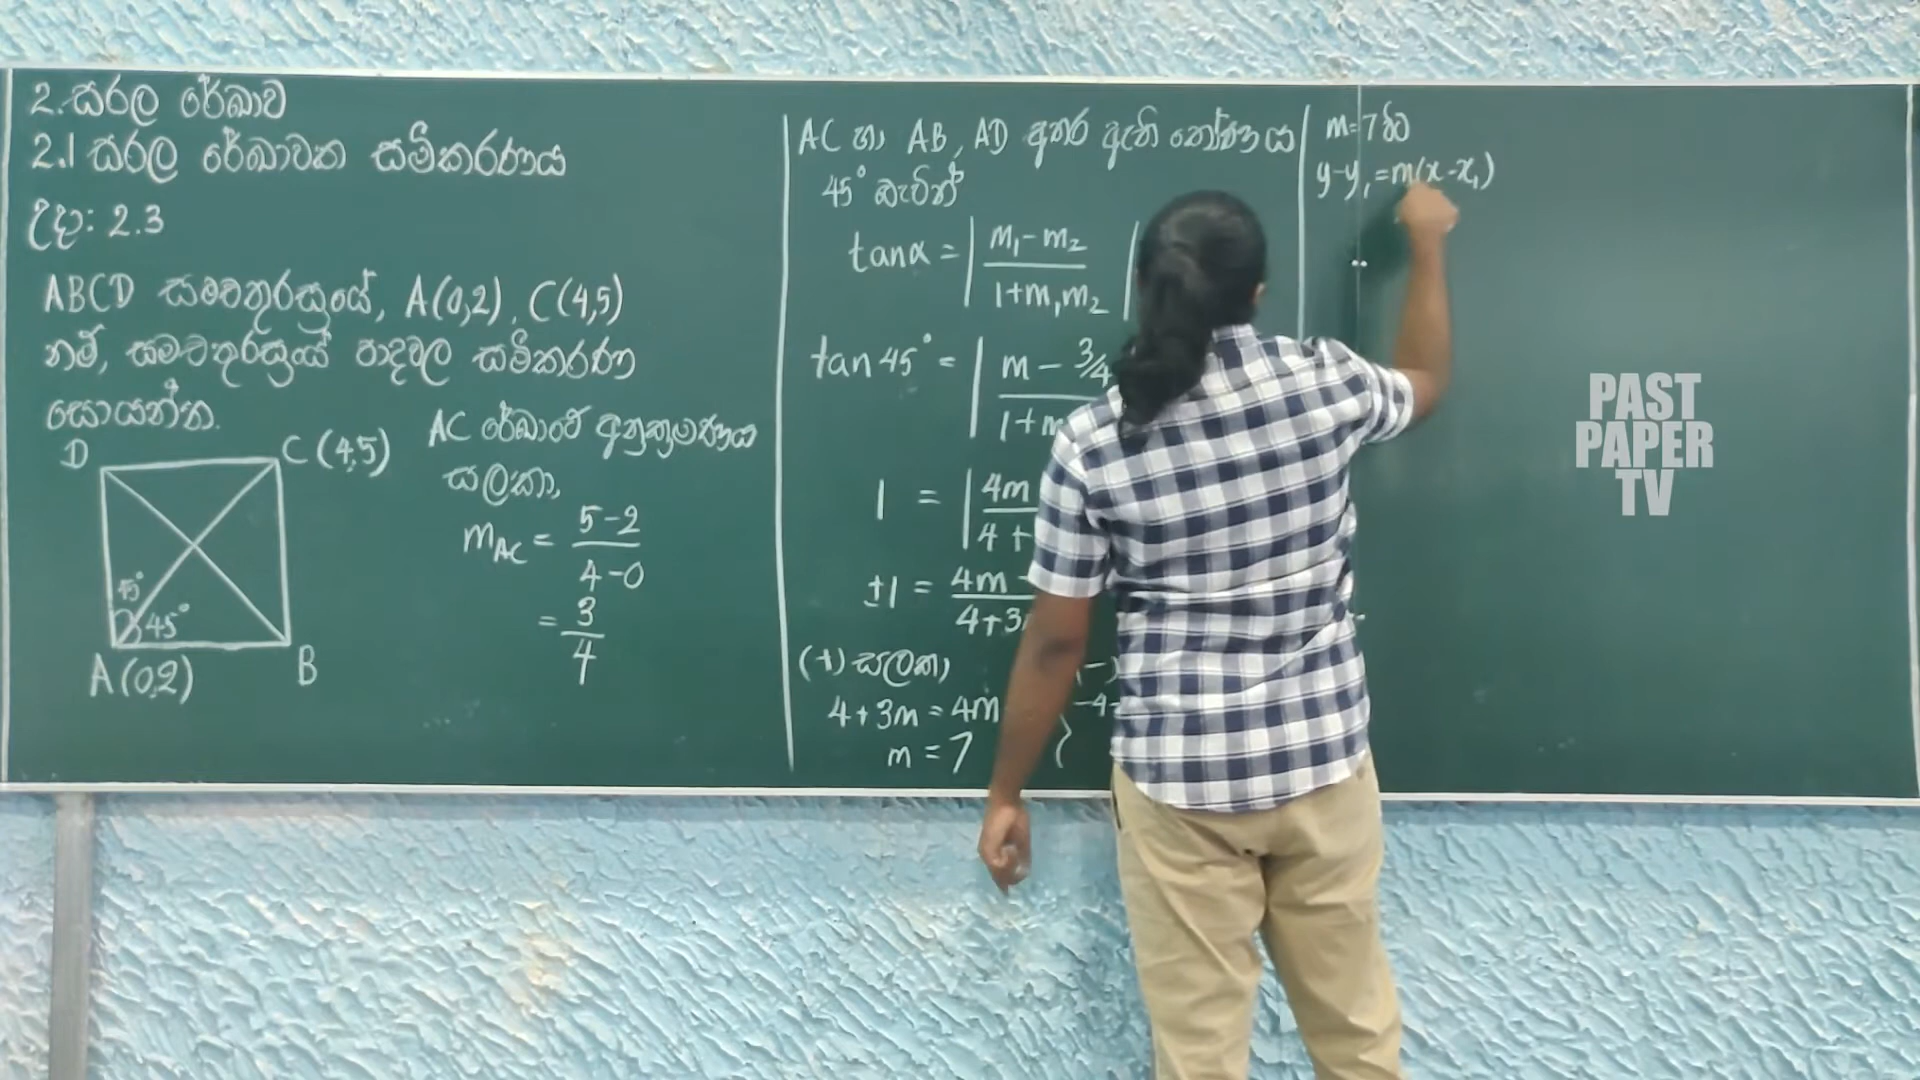 2. සරල රේඛාව
2.1 සරල රේඛාවක සමීකරණය
උදා: 2.3
ABCD සමචතුරස්‍රයේ, A(0,2), C(4,5)
නම්, සමචතුරස්‍රයේ පාදවල සමීකරණ
සොයන්න.
D
C (4,5)
45°
45°
A(0,2)
B
AC රේඛාවේ අනුක්‍රමණය
සලකා,
m_AC = 5-2 / 4-0
= 3/4
AC හා AB, AD අතර ඇති කෝණය
45° බැවින්
tanα = | m₁ - m₂ / 1+m₁m₂ |
tan 45° = | m - 3/4 / 1+m
1 = | 4m / 4 +
±1 = 4m - / 4+3
(+) සලකා,
4+3m = 4m
m = 7
(-)
-4-
m=7 විට
y-y₁ = m(x-x₁)
PAST
PAPER
TV